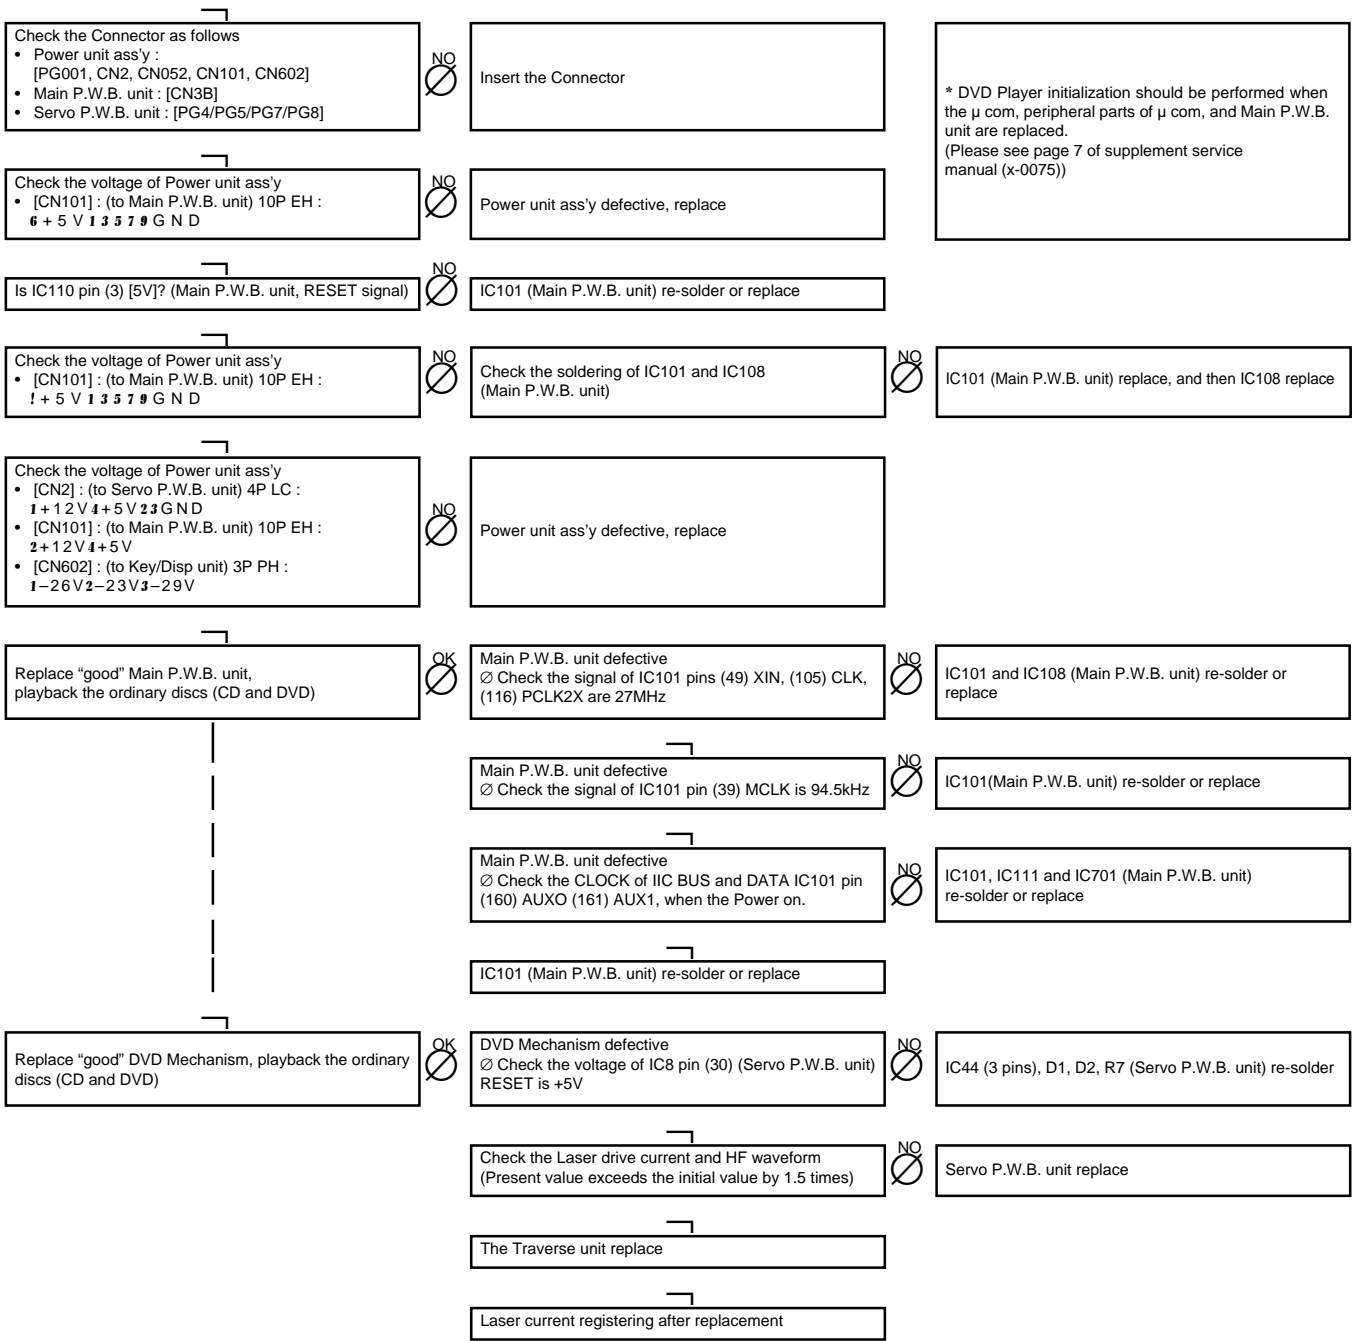 Check the Connector as follows
• Power unit ass'y :
[PG001, CN2, CN052, CN101, CN602]
• Main P.W.B. unit : [CN3B]
• Servo P.W.B. unit : [PG4/PG5/PG7/PG8]
NO
Insert the Connector
* DVD Player initialization should be performed when
the µ com, peripheral parts of µ com, and Main P.W.B.
unit are replaced.
(Please see page 7 of supplement service
manual (x-0075))
Check the voltage of Power unit ass'y
• [CN101] : (to Main P.W.B. unit) 10P EH :
6 + 5 V 1 3 5 7 9 G N D
NO
Power unit ass'y defective, replace
Is IC110 pin (3) [5V]? (Main P.W.B. unit, RESET signal)
NO
IC101 (Main P.W.B. unit) re-solder or replace
Check the voltage of Power unit ass'y
• [CN101] : (to Main P.W.B. unit) 10P EH :
! + 5 V 1 3 5 7 9 G N D
NO
Check the soldering of IC101 and IC108
(Main P.W.B. unit)
NO
IC101 (Main P.W.B. unit) replace, and then IC108 replace
Check the voltage of Power unit ass'y
• [CN2] : (to Servo P.W.B. unit) 4P LC :
1+12V4+5V23GND
• [CN101] : (to Main P.W.B. unit) 10P EH :
2+12V4+5V
• [CN602] : (to Key/Disp unit) 3P PH :
1–26V2–23V3–29V
NO
Power unit ass'y defective, replace
Replace “good” Main P.W.B. unit,
playback the ordinary discs (CD and DVD)
OK
Main P.W.B. unit defective
∅ Check the signal of IC101 pins (49) XIN, (105) CLK,
(116) PCLK2X are 27MHz
NO
IC101 and IC108 (Main P.W.B. unit) re-solder or
replace
Main P.W.B. unit defective
∅ Check the signal of IC101 pin (39) MCLK is 94.5kHz
NO
IC101(Main P.W.B. unit) re-solder or replace
Main P.W.B. unit defective
∅ Check the CLOCK of IIC BUS and DATA IC101 pin
(160) AUXO (161) AUX1, when the Power on.
NO
IC101, IC111 and IC701 (Main P.W.B. unit)
re-solder or replace
IC101 (Main P.W.B. unit) re-solder or replace
Replace “good” DVD Mechanism, playback the ordinary
discs (CD and DVD)
OK
DVD Mechanism defective
∅ Check the voltage of IC8 pin (30) (Servo P.W.B. unit)
RESET is +5V
NO
IC44 (3 pins), D1, D2, R7 (Servo P.W.B. unit) re-solder
Check the Laser drive current and HF waveform
(Present value exceeds the initial value by 1.5 times)
NO
Servo P.W.B. unit replace
The Traverse unit replace
Laser current registering after replacement